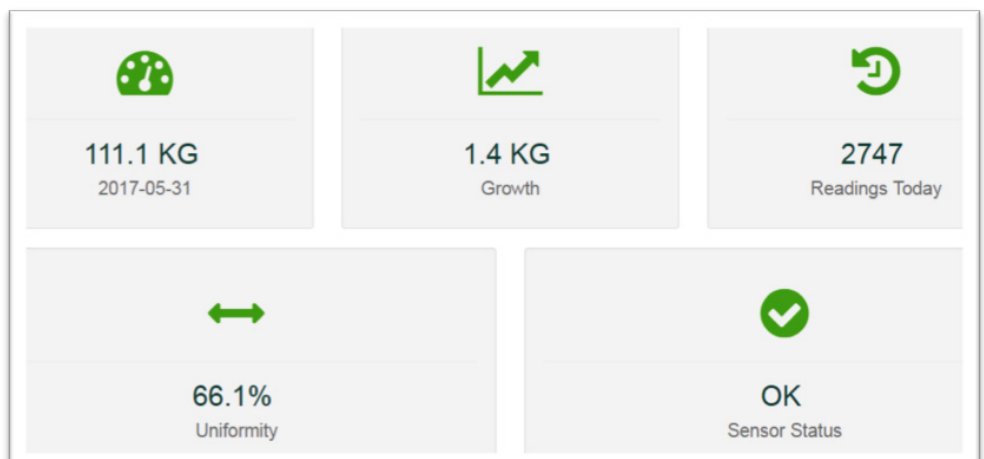 111.1 KG
2017-05-31
1.4 KG
Growth
2747
Readings Today
66.1%
Uniformity
OK
Sensor Status